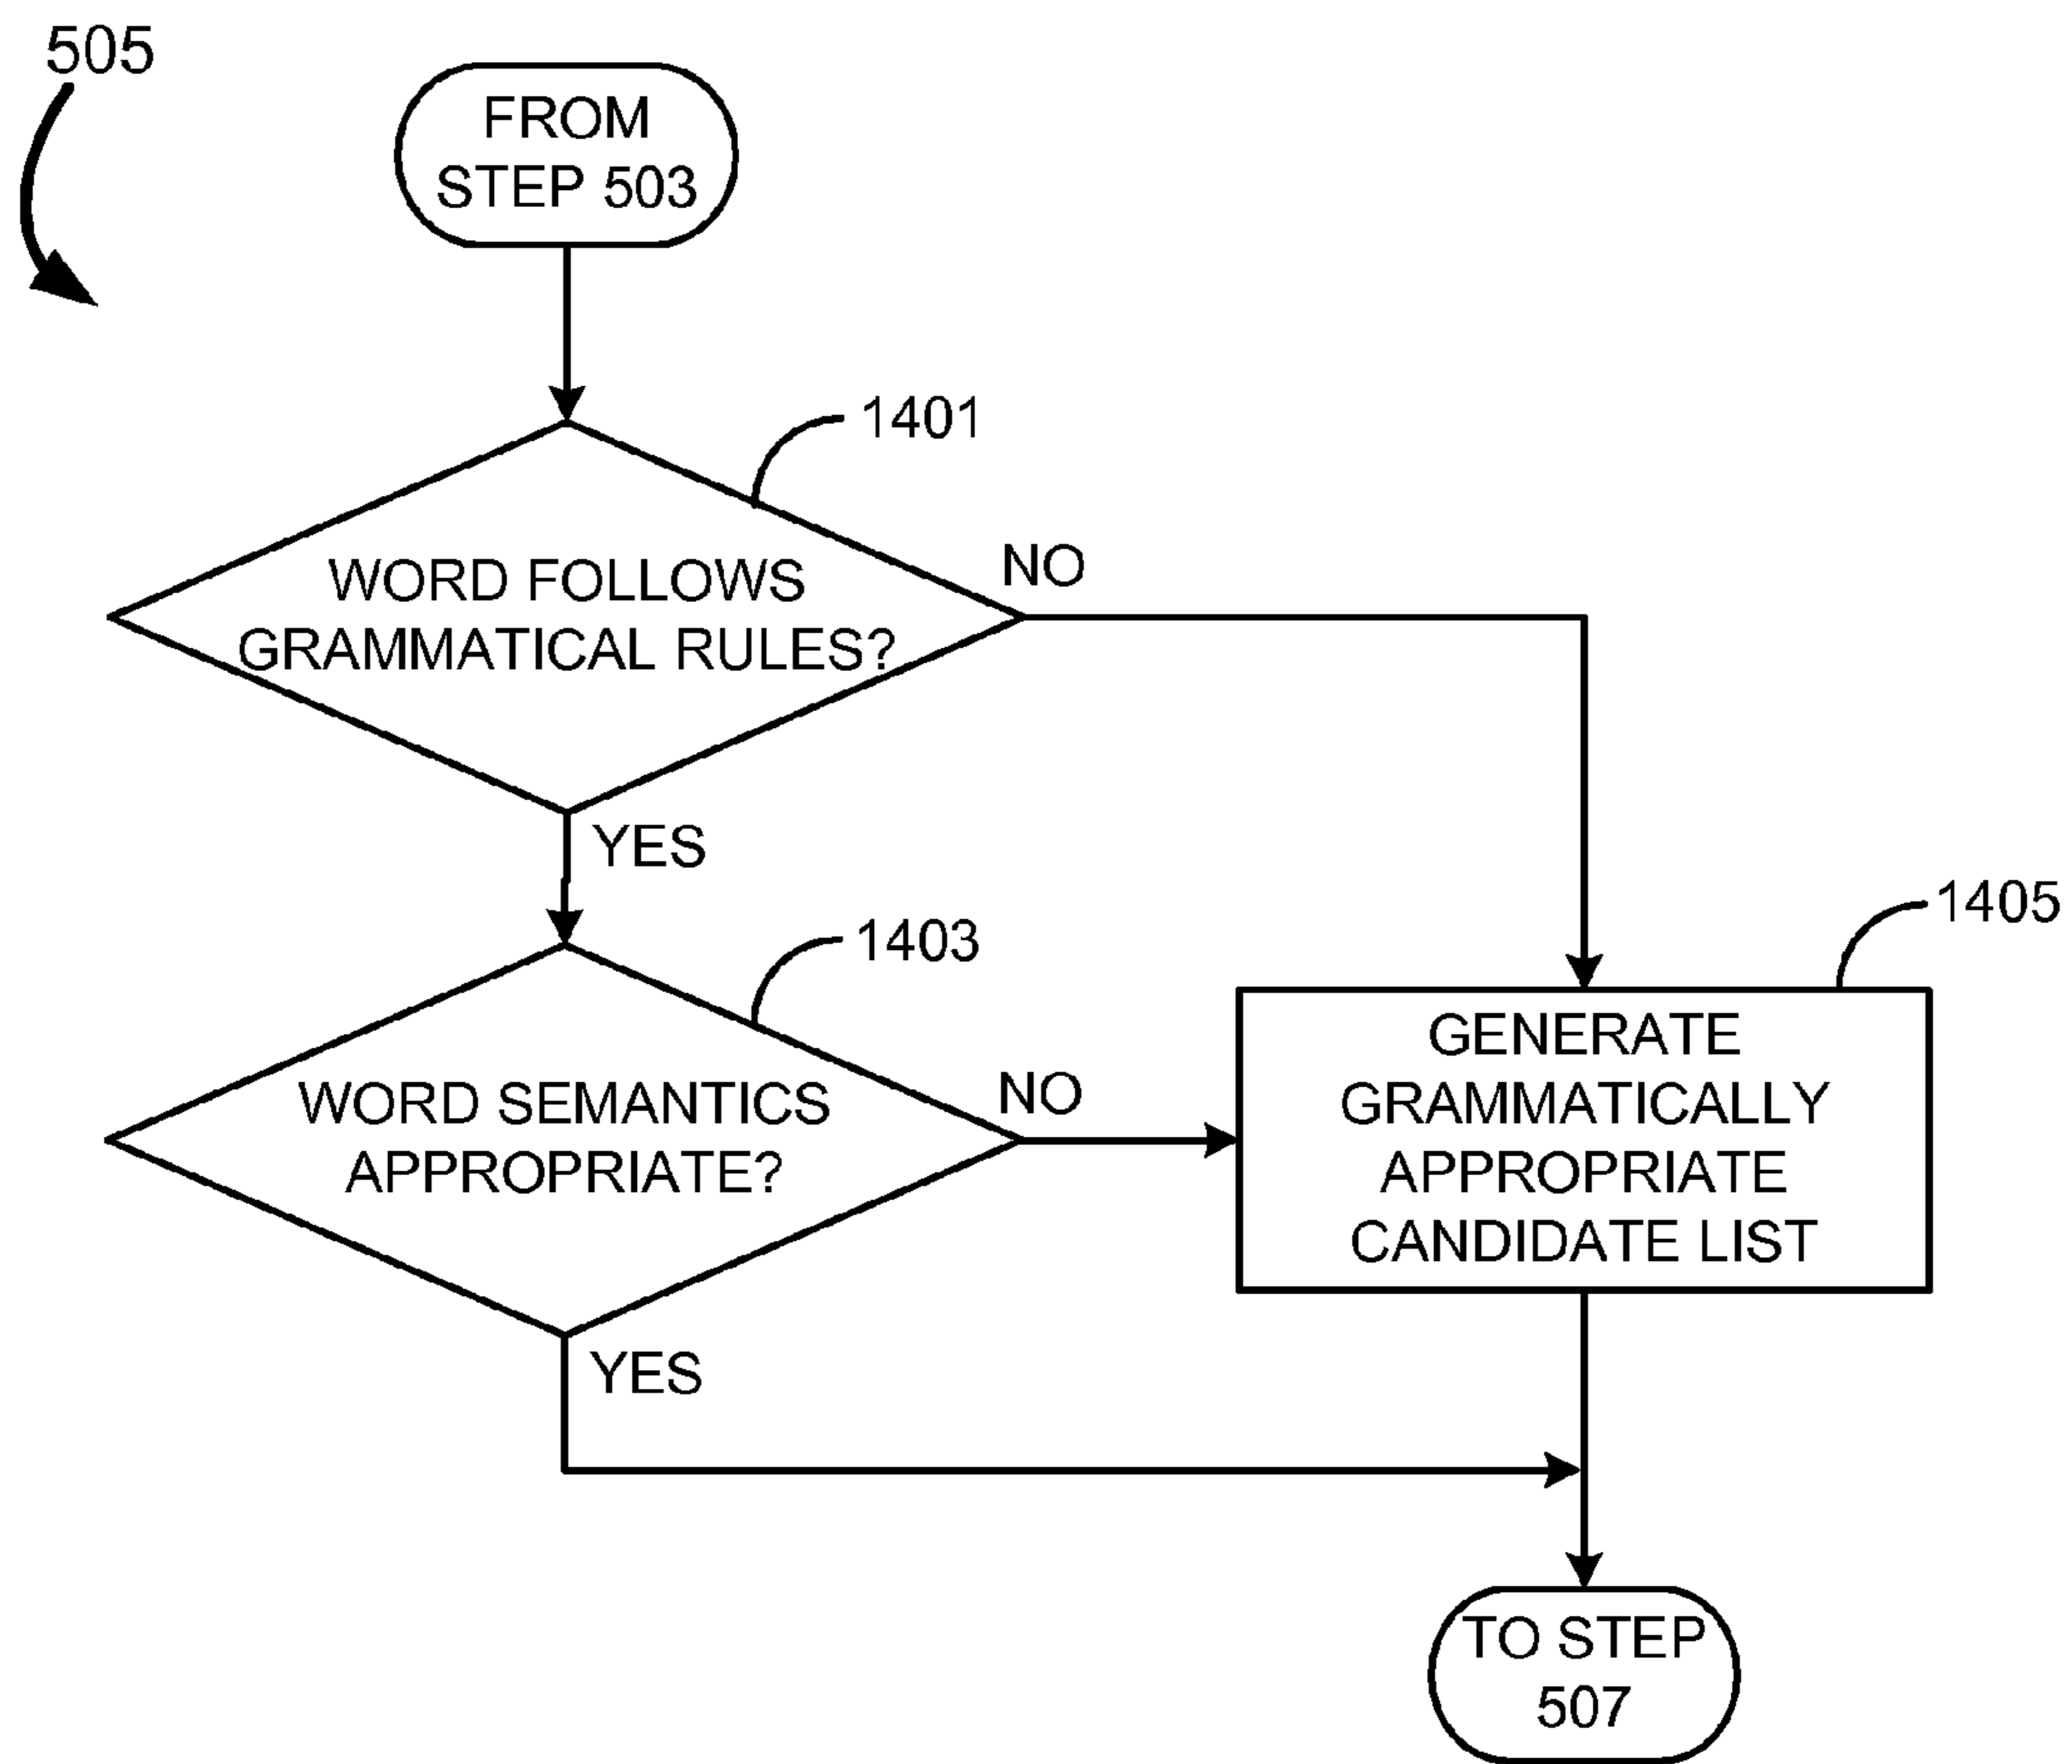 505
FROM
STEP 503
1401
WORD FOLLOWS
GRAMMATICAL RULES?
NO
YES
1403
WORD SEMANTICS
APPROPRIATE?
NO
YES
1405
GENERATE
GRAMMATICALLY
APPROPRIATE
CANDIDATE LIST
TO STEP
507